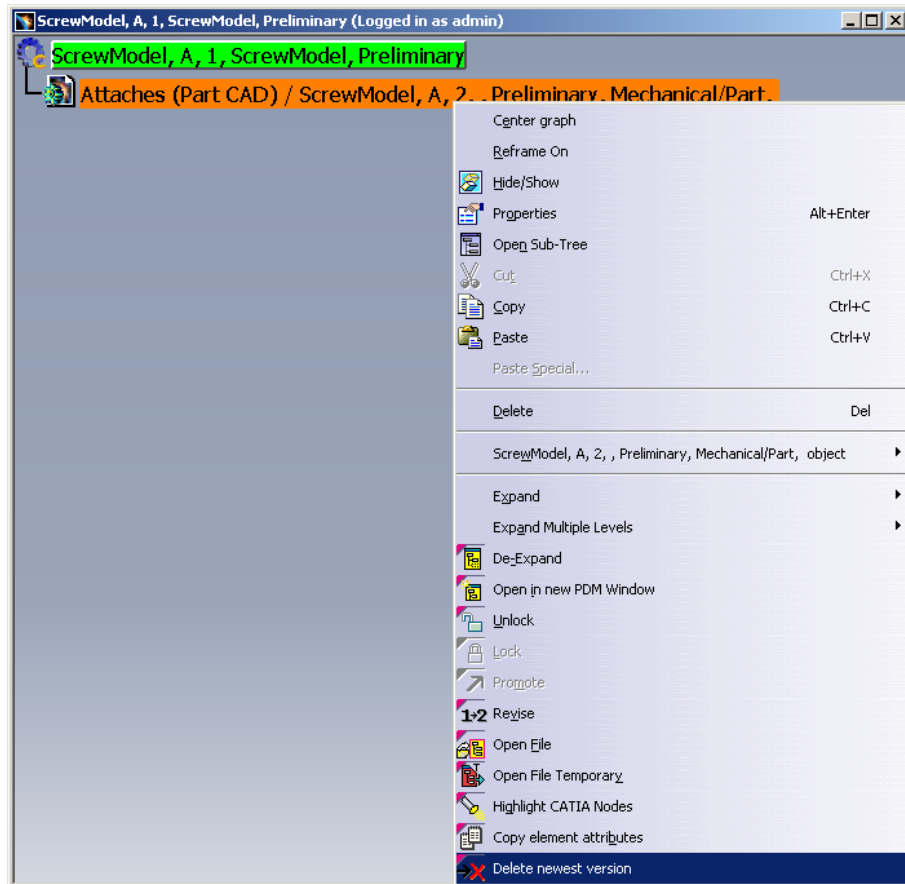 ScrewModel, A, 1, ScrewModel, Preliminary (Logged in as admin)
ScrewModel, A, 1, ScrewModel, Preliminary
Attaches (Part CAD) / ScrewModel, A, 2, , Preliminary, Mechanical/Part,
Center graph
Reframe On
Hide/Show
Properties Alt+Enter
Open Sub-Tree
Cut Ctrl+X
Copy Ctrl+C
Paste Ctrl+V
Paste Special...
Delete Del
ScrewModel, A, 2, , Preliminary, Mechanical/Part, object
Expand
Expand Multiple Levels
De-Expand
Open in new PDM Window
Unlock
Lock
Promote
1→2 Revise
Open File
Open File Temporary
Highlight CATIA Nodes
Copy element attributes
Delete newest version